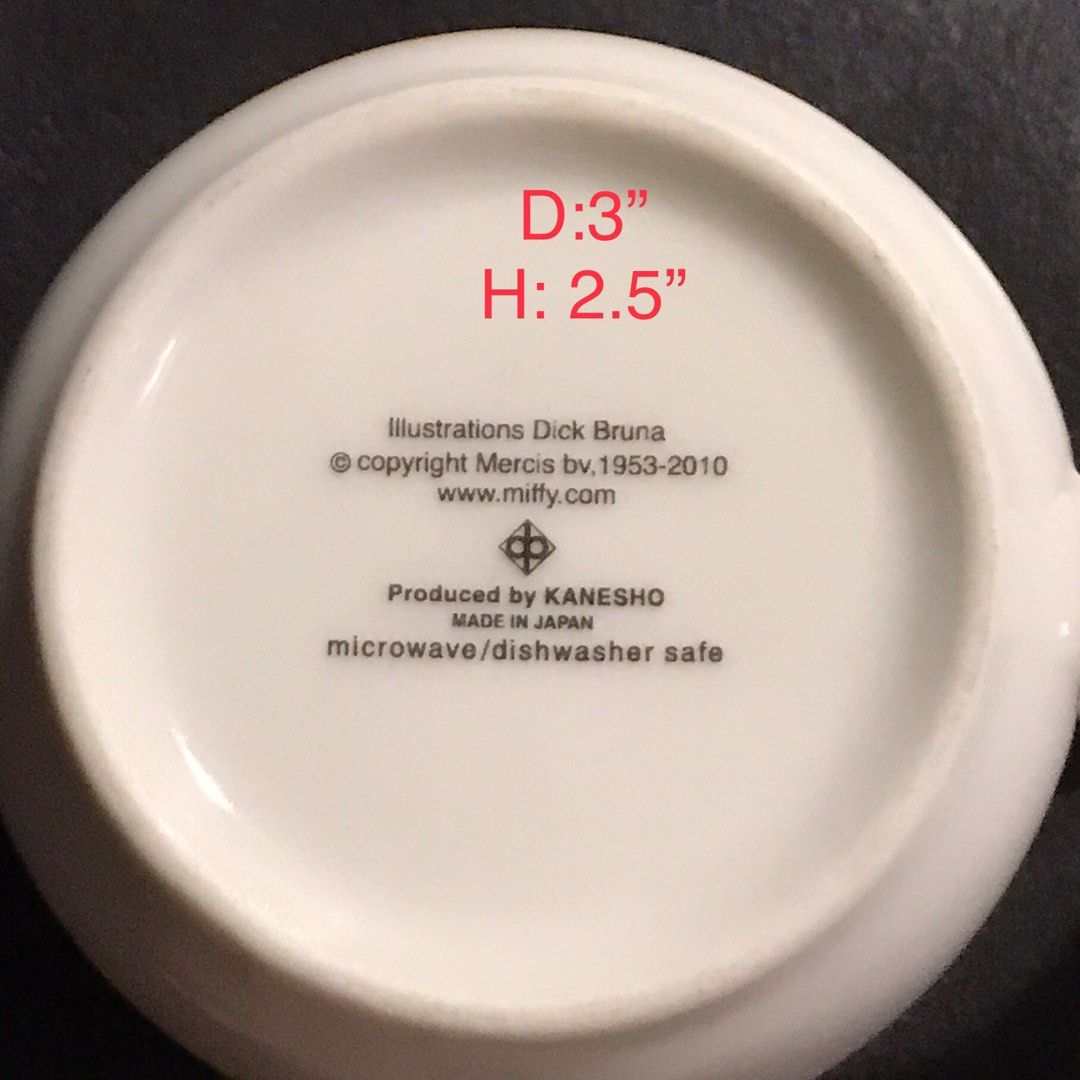 D:3”
H: 2.5”
Illustrations Dick Bruna
© copyright Mercis bv,1953-2010
www.miffy.com
db
Produced by KANESHO
MADE IN JAPAN
microwave/dishwasher safe